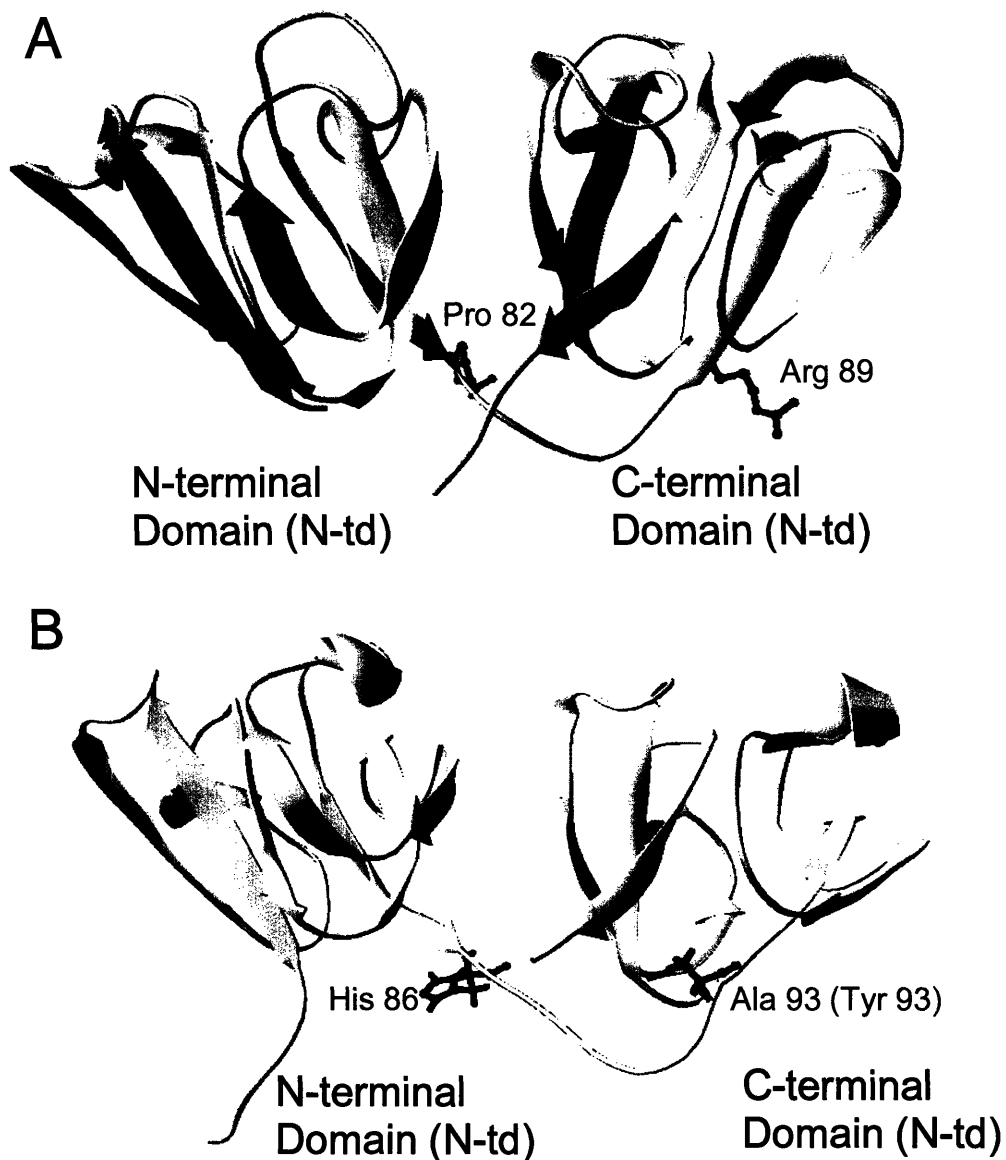 A
Pro 82
Arg 89
N-terminal
Domain (N-td)
C-terminal
Domain (N-td)
B
His 86
Ala 93 (Tyr 93)
N-terminal
Domain (N-td)
C-terminal
Domain (N-td)